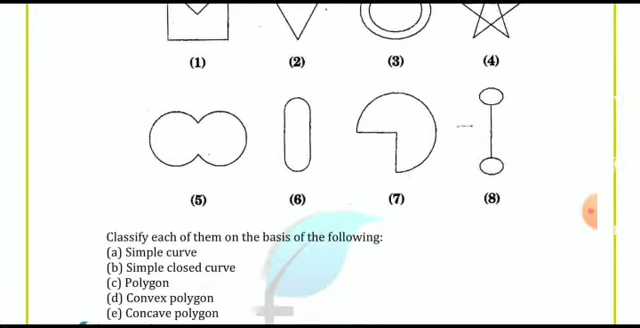 (1) (2) (3) (4)
(5) (6) (7) (8)
Classify each of them on the basis of the following:
(a) Simple curve
(b) Simple closed curve
(c) Polygon
(d) Convex polygon
(e) Concave polygon